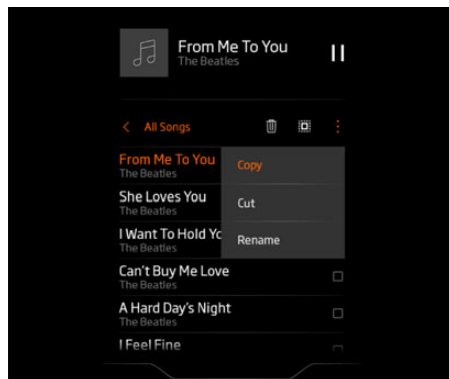 From Me To You
The Beatles
All Songs
From Me To You
The Beatles
Copy
She Loves You
The Beatles
Cut
I Want To Hold Yo
The Beatles
Rename
Can't Buy Me Love
The Beatles
A Hard Day's Night
The Beatles
I Feel Fine